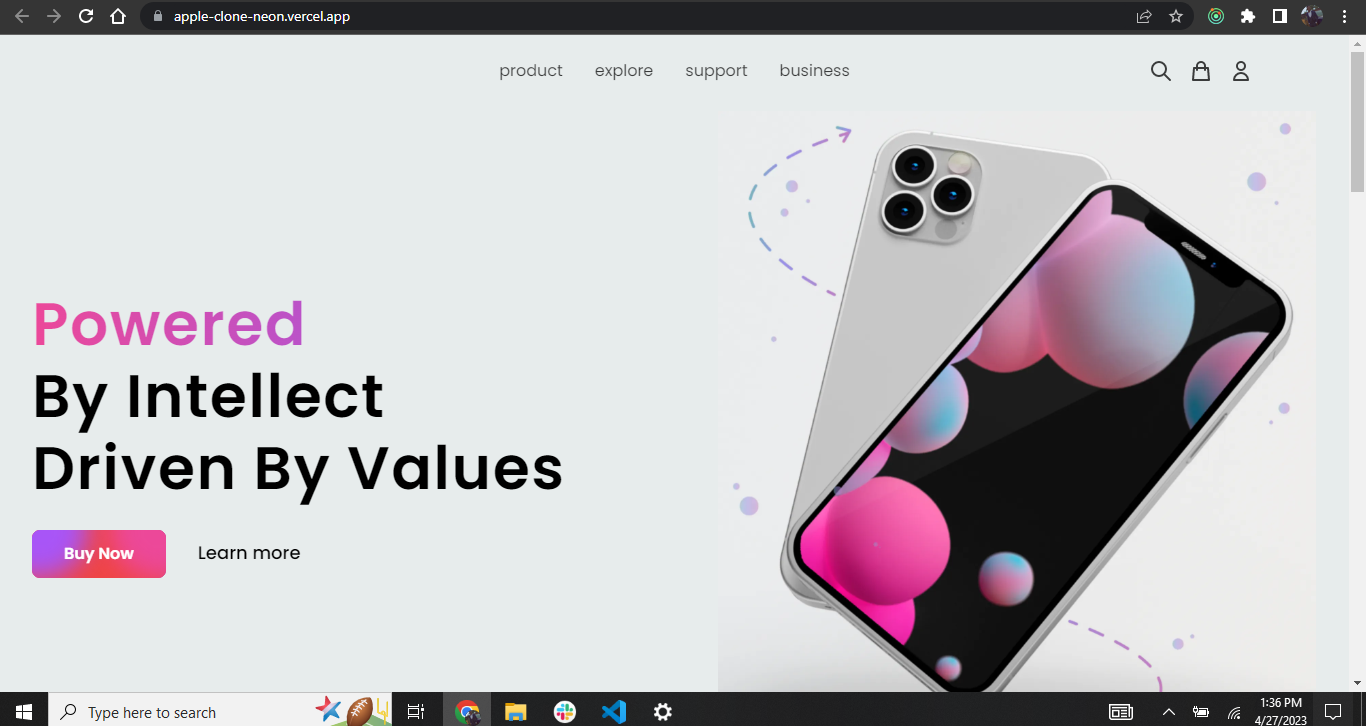 apple-clone-neon.vercel.app
product explore support business
Powered
By Intellect
Driven By Values
Buy Now Learn more
Type here to search
1:36 PM
4/27/2023